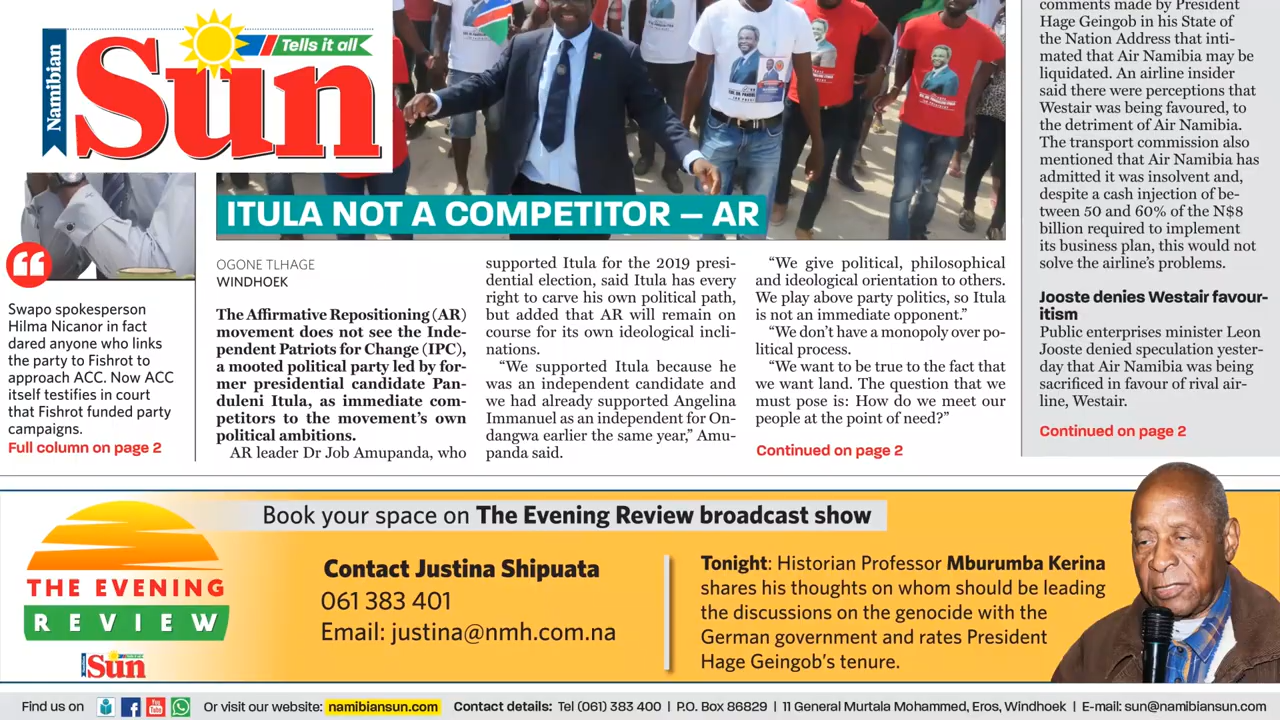 Namibian
Sun
Tells it all
Swapo spokesperson
Hilma Nicanor in fact
dared anyone who links
the party to Fishrot to
approach ACC. Now ACC
itself testifies in court
that Fishrot funded party
campaigns.
Full column on page 2
ITULA NOT A COMPETITOR – AR
OGONE TLHAGE
WINDHOEK
The Affirmative Repositioning (AR)
movement does not see the Inde-
pendent Patriots for Change (IPC),
a mooted political party led by for-
mer presidential candidate Pan-
duleni Itula, as immediate com-
petitors to the movement's own
political ambitions.
AR leader Dr Job Amupanda, who
supported Itula for the 2019 presi-
dential election, said Itula has every
right to carve his own political path,
but added that AR will remain on
course for its own ideological incli-
nations.
“We supported Itula because he
was an independent candidate and
we had already supported Angelina
Immanuel as an independent for On-
dangwa earlier the same year,” Amu-
panda said.
“We give political, philosophical
and ideological orientation to others.
We play above party politics, so Itula
is not an immediate opponent.”
“We don't have a monopoly over po-
litical process.
“We want to be true to the fact that
we want land. The question that we
must pose is: How do we meet our
people at the point of need?”
Continued on page 2
comments made by President
Hage Geingob in his State of
the Nation Address that inti-
mated that Air Namibia may be
liquidated. An airline insider
said there were perceptions that
Westair was being favoured, to
the detriment of Air Namibia.
The transport commission also
mentioned that Air Namibia has
admitted it was insolvent and,
despite a cash injection of be-
tween 50 and 60% of the N$8
billion required to implement
its business plan, this would not
solve the airline's problems.
Jooste denies Westair favour-
itism
Public enterprises minister Leon
Jooste denied speculation yester-
day that Air Namibia was being
sacrificed in favour of rival air-
line, Westair.
Continued on page 2
Book your space on The Evening Review broadcast show
THE EVENING
REVIEW
Sun
Contact Justina Shipuata
061 383 401
Email: justina@nmh.com.na
Tonight: Historian Professor Mburumba Kerina
shares his thoughts on whom should be leading
the discussions on the genocide with the
German government and rates President
Hage Geingob's tenure.
Find us on
Or visit our website: namibiansun.com
Contact details: Tel (051) 383 400 | P.O. Box 86829 | 11 General Murtala Mohammed, Eros, Windhoek | E-mail: sun@namibiansun.com